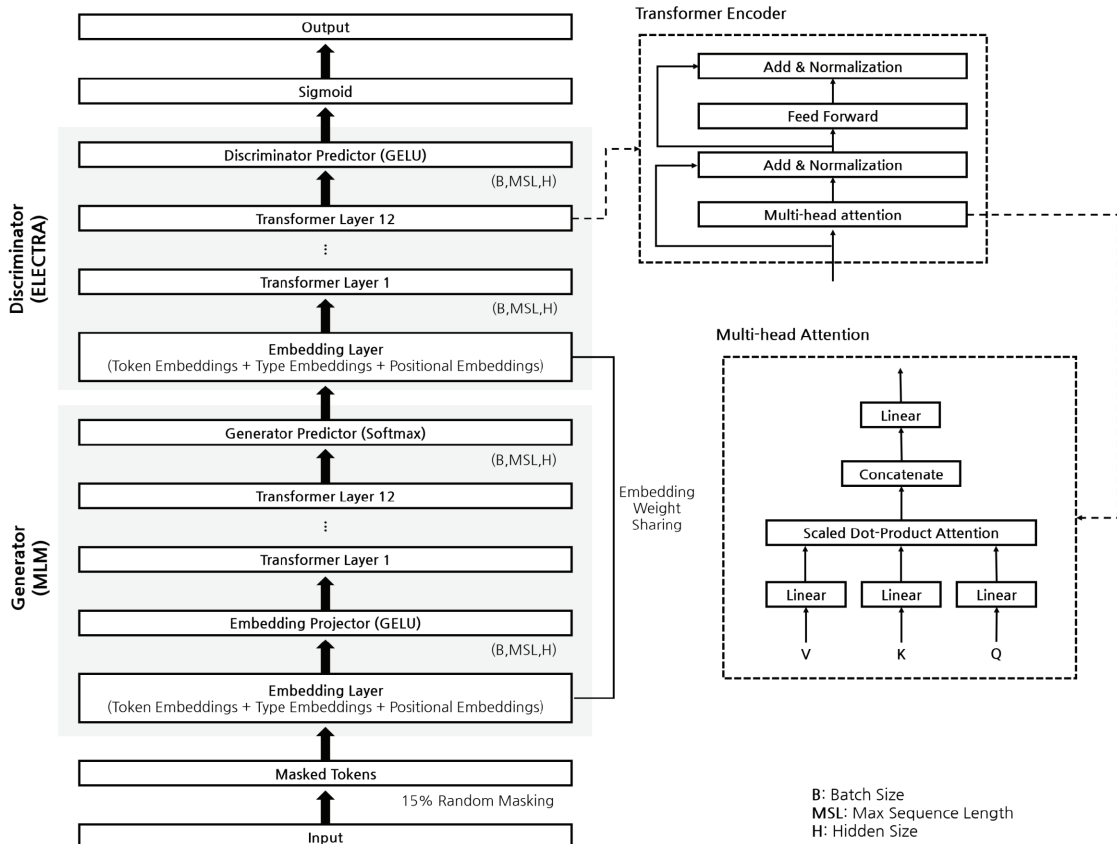 Output
Sigmoid
Discriminator
(ELECTRA)
Discriminator Predictor (GELU)
(B,MSL,H)
Transformer Layer 12
⋮
Transformer Layer 1
(B,MSL,H)
Embedding Layer
(Token Embeddings + Type Embeddings + Positional Embeddings)
Generator
(MLM)
Generator Predictor (Softmax)
(B,MSL,H)
Transformer Layer 12
⋮
Transformer Layer 1
Embedding Projector (GELU)
(B,MSL,H)
Embedding Layer
(Token Embeddings + Type Embeddings + Positional Embeddings)
Embedding
Weight
Sharing
Masked Tokens
15% Random Masking
Input
Transformer Encoder
Add & Normalization
Feed Forward
Add & Normalization
Multi-head attention
Multi-head Attention
Linear
Concatenate
Scaled Dot-Product Attention
Linear Linear Linear
V K Q
B: Batch Size
MSL: Max Sequence Length
H: Hidden Size